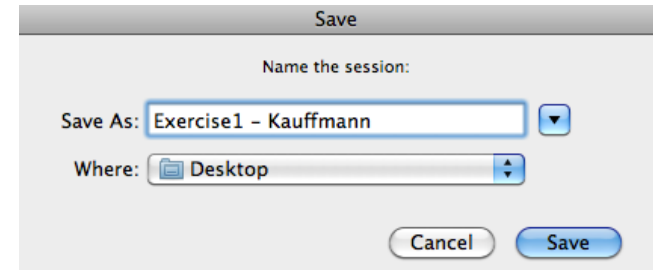 Save
Name the session:
Save As: Exercise1 – Kauffmann
Where: Desktop
Cancel Save